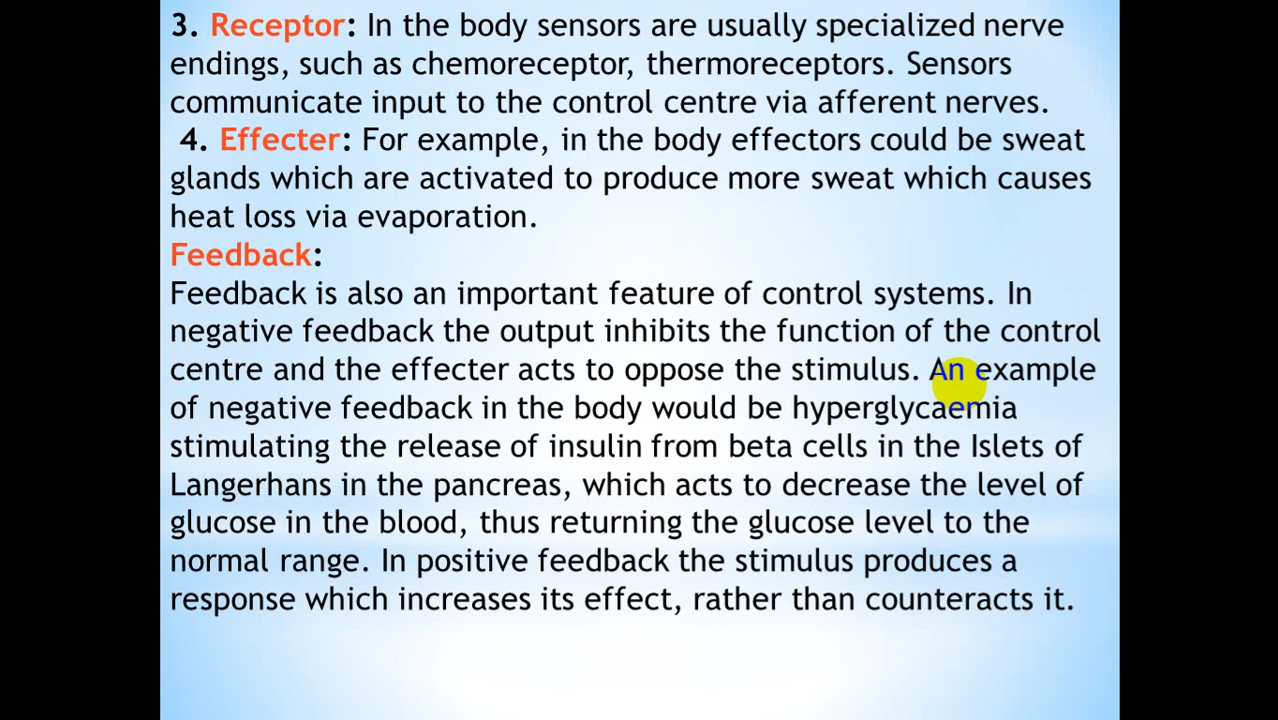 3. Receptor: In the body sensors are usually specialized nerve
endings, such as chemoreceptor, thermoreceptors. Sensors
communicate input to the control centre via afferent nerves.
4. Effecter: For example, in the body effectors could be sweat
glands which are activated to produce more sweat which causes
heat loss via evaporation.
Feedback:
Feedback is also an important feature of control systems. In
negative feedback the output inhibits the function of the control
centre and the effecter acts to oppose the stimulus. An example
of negative feedback in the body would be hyperglycaemia
stimulating the release of insulin from beta cells in the Islets of
Langerhans in the pancreas, which acts to decrease the level of
glucose in the blood, thus returning the glucose level to the
normal range. In positive feedback the stimulus produces a
response which increases its effect, rather than counteracts it.